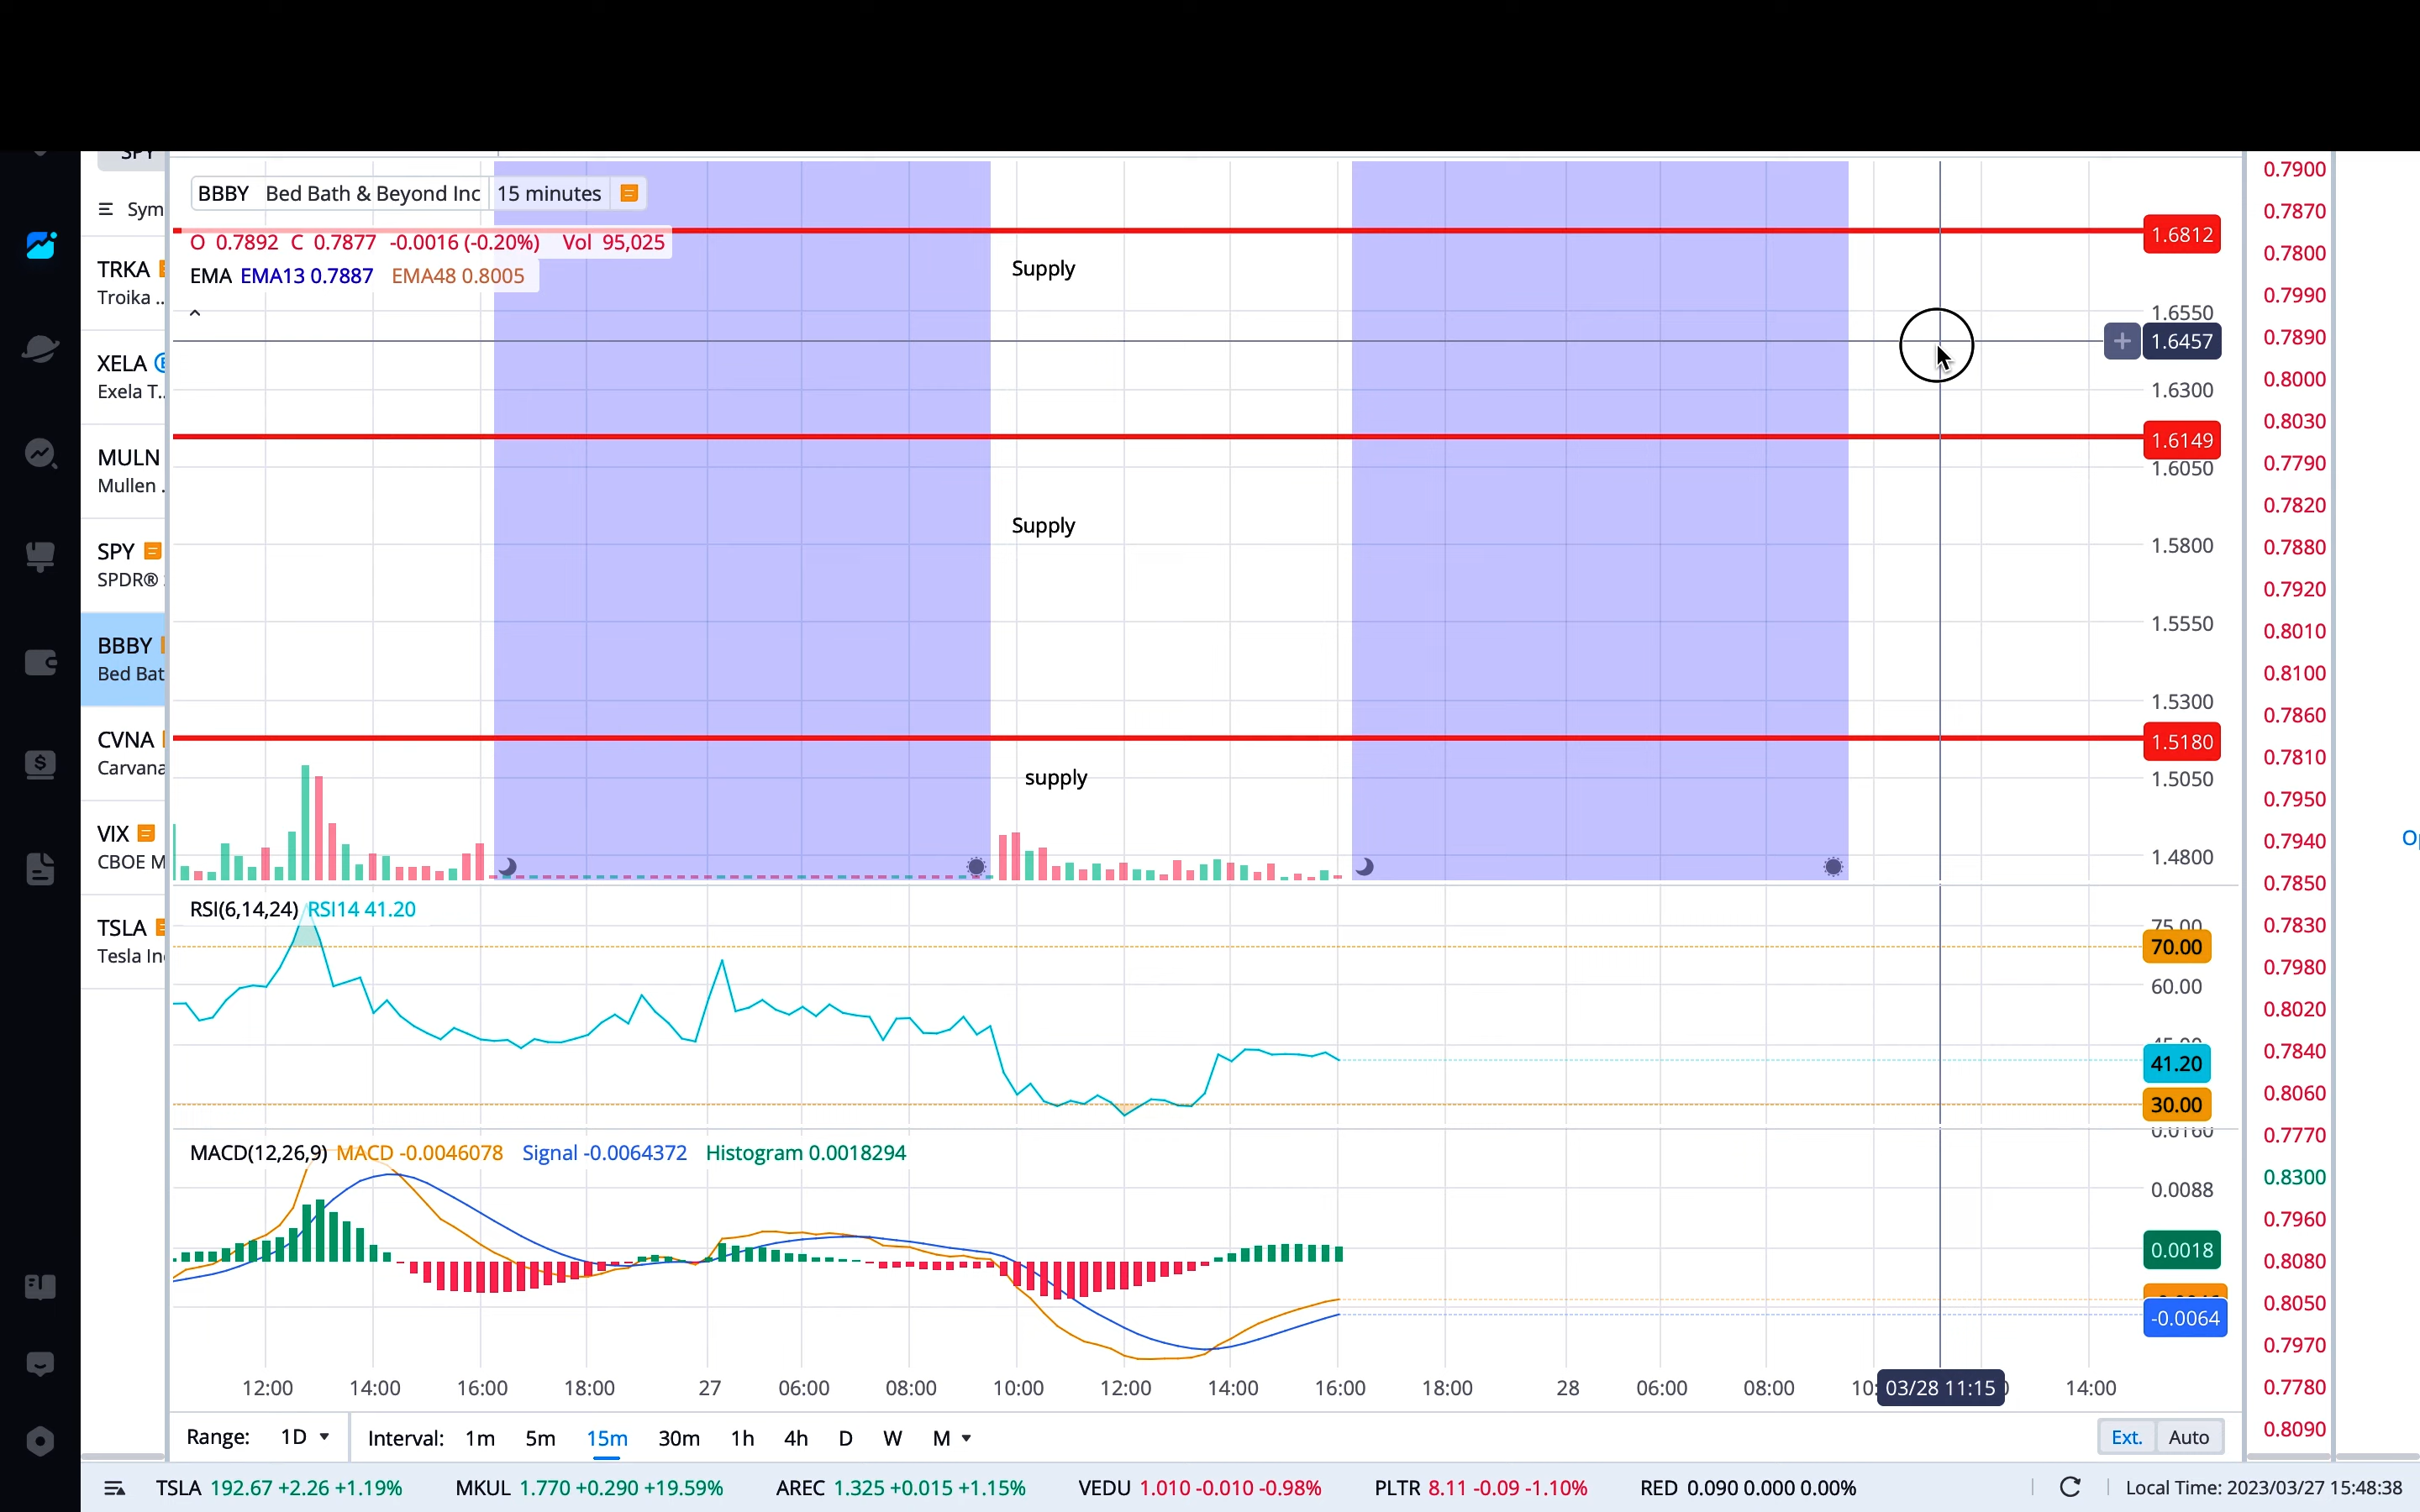 SPY
BBBY Bed Bath & Beyond Inc 15 minutes
O 0.7892 C 0.7877 -0.0016 (-0.20%) Vol 95,025
EMA EMA13 0.7887 EMA48 0.8005
Sym
TRKA
Troika ..
XELA
Exela T..
MULN
Mullen .
SPY
SPDR®
BBBY
Bed Bat
CVNA
Carvana
VIX
CBOE M
TSLA
Tesla In
Supply
Supply
supply
1.6812
1.6550
+ 1.6457
1.6300
1.6149
1.6050
1.5800
1.5550
1.5300
1.5180
1.5050
1.4800
RSI(6,14,24) RSI14 41.20
75.00
70.00
60.00
45.00
41.20
30.00
MACD(12,26,9) MACD -0.0046078 Signal -0.0064372 Histogram 0.0018294
0.0160
0.0088
0.0018
-0.0064
12:00 14:00 16:00 18:00 27 06:00 08:00 10:00 12:00 14:00 16:00 18:00 28 06:00 08:00 03/28 11:15 14:00
Range: 1D Interval: 1m 5m 15m 30m 1h 4h D W M Ext. Auto
0.7900
0.7870
0.7800
0.7990
0.7890
0.8000
0.8030
0.7790
0.7820
0.7880
0.7920
0.8010
0.8100
0.7860
0.7810
0.7950
0.7940
0.7850
0.7830
0.7980
0.8020
0.7840
0.8060
0.7770
0.8300
0.7960
0.8080
0.8050
0.7970
0.7780
0.8090
TSLA 192.67 +2.26 +1.19% MKUL 1.770 +0.290 +19.59% AREC 1.325 +0.015 +1.15% VEDU 1.010 -0.010 -0.98% PLTR 8.11 -0.09 -1.10% RED 0.090 0.000 0.00% Local Time: 2023/03/27 15:48:38